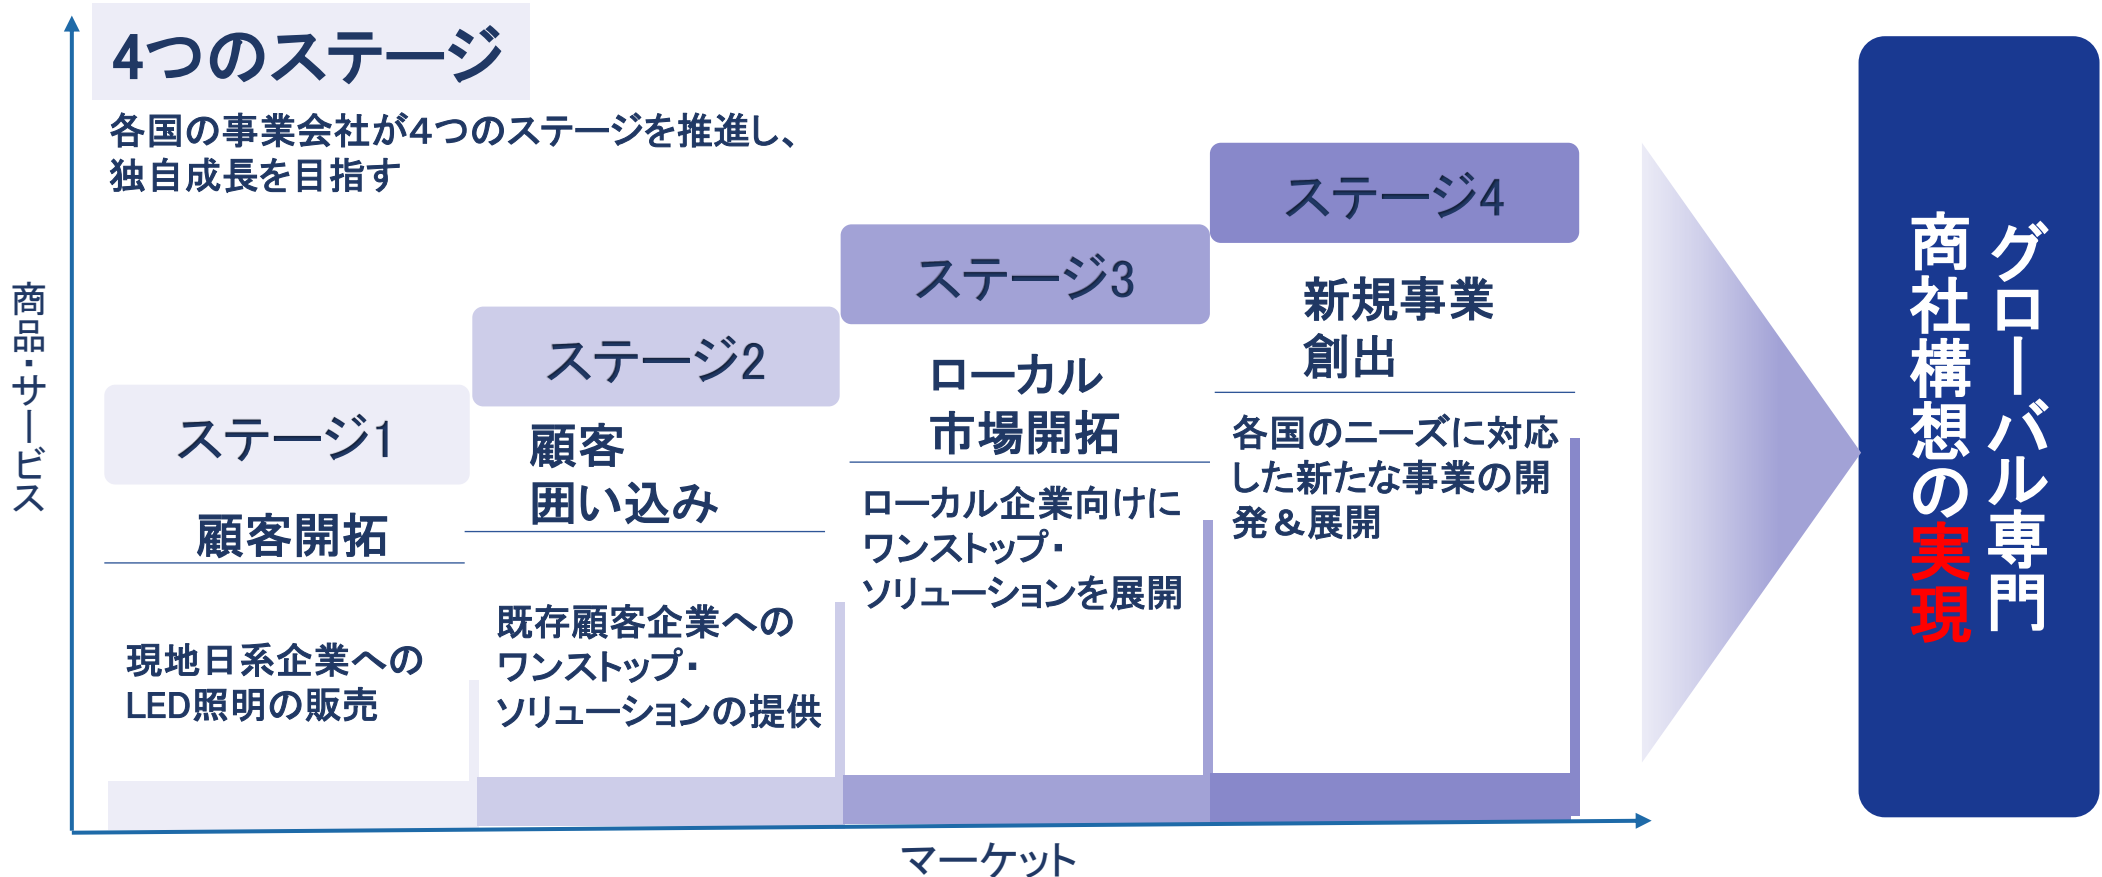 4つのステージ
各国の事業会社が4つのステージを推進し、
独自成長を目指す
商品・サービス
ステージ1
顧客開拓
現地日系企業への
LED照明の販売
ステージ2
顧客
囲い込み
既存顧客企業への
ワンストップ・
ソリューションの提供
ステージ3
ローカル
市場開拓
ローカル企業向けに
ワンストップ・
ソリューションを展開
ステージ4
新規事業
創出
各国のニーズに対応
した新たな事業の開
発＆展開
マーケット
グローバル専門
商社構想の実現